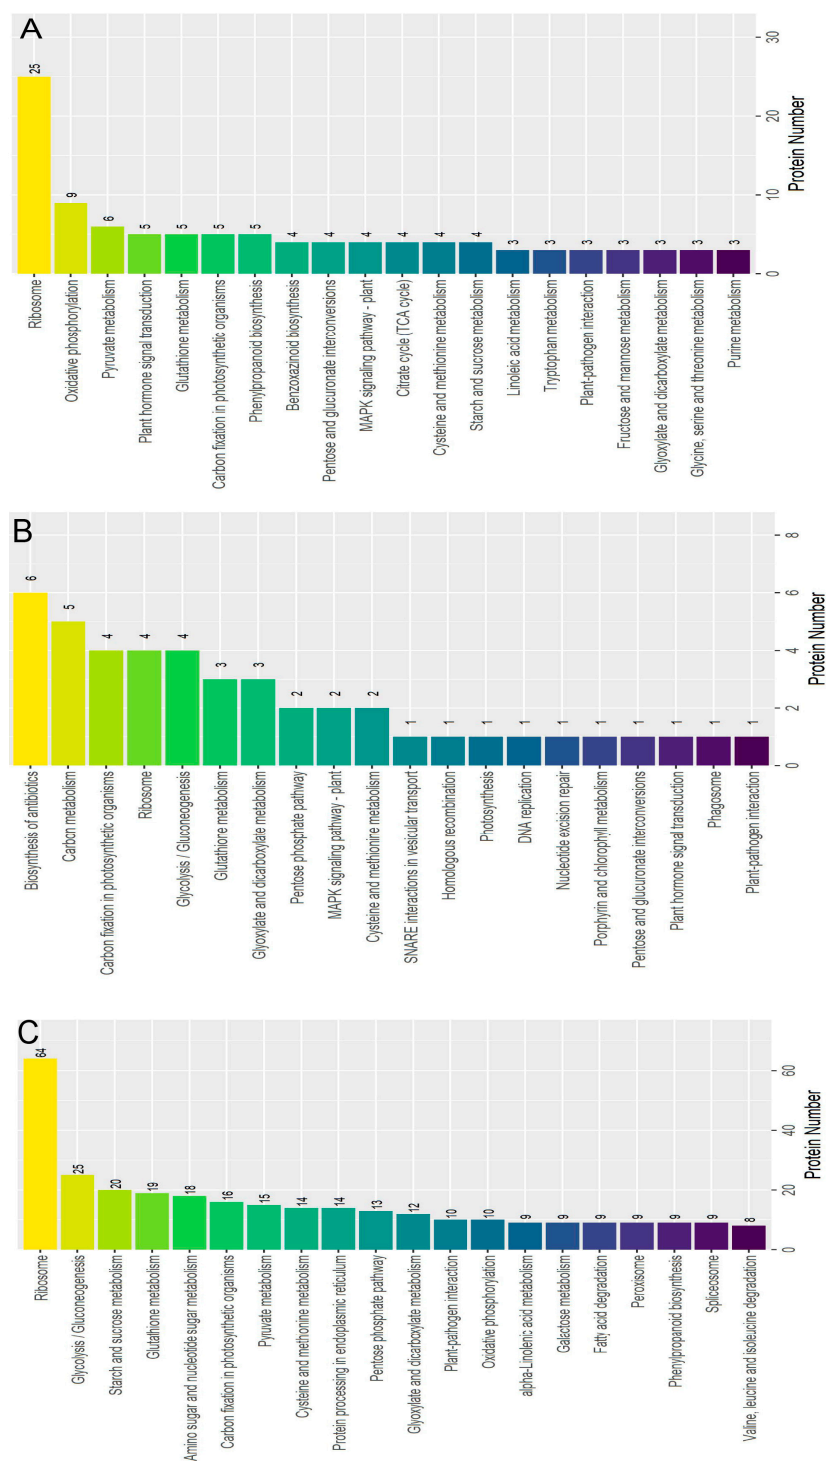 A
25
9
6
5
5
5
5
4
4
4
4
4
4
3
3
3
3
3
3
3
0
10
20
30
Protein Number
Ribosome
Oxidative phosphorylation
Pyruvate metabolism
Plant hormone signal transduction
Glutathione metabolism
Carbon fixation in photosynthetic organisms
Phenylpropanoid biosynthesis
Benzoxazinoid biosynthesis
Pentose and glucuronate interconversions
MAPK signaling pathway - plant
Citrate cycle (TCA cycle)
Cysteine and methionine metabolism
Starch and sucrose metabolism
Linoleic acid metabolism
Tryptophan metabolism
Plant-pathogen interaction
Fructose and mannose metabolism
Glyoxylate and dicarboxylate metabolism
Glycine, serine and threonine metabolism
Purine metabolism
B
6
5
4
4
4
3
3
2
2
2
1
1
1
1
1
1
1
1
1
1
0
2
4
6
8
Protein Number
Biosynthesis of antibiotics
Carbon metabolism
Carbon fixation in photosynthetic organisms
Ribosome
Glycolysis / Gluconeogenesis
Glutathiore metabolism
Glyoxylate and dicarboxylate metabolism
Pentose phosphate pathway
MAPK signaling pathway - plant
Cysteine and methionire metabolism
SNARE interactions in vesicular transport
Homologous recombination
Photosynthesis
DNA replication
Nucleotide excision repair
Porphyrin and chlorophyll metabolism
Pentose and glucuronate interconversions
Plant hormone signal transduction
Phagosome
Plant-pathogen interaction
C
64
25
20
19
18
16
15
14
14
13
12
10
10
9
9
9
9
9
9
8
0
20
40
60
Protein Number
Ribosome
Glycolysis / Gluconeogenesis
Starch and sucrose metabolism
Glutathione metabolism
Amino sugar and nucleotide sugar metabolism
Carbon fixation in photosynthetic organisms
Pyruvate metabolism
Cysteine and methionine metabolism
Protein processing in endoplasmic reticulum
Pentose phosphate pathway
Glyoxylate and dicarboxylate metabolism
Plant-pathogen interaction
Oxidative phosphorylation
alpha-Linolenic acid metabolism
Galactose metabolism
Fatty acid degradation
Peroxisome
Phenylpropanoid biosynthesis
Spliceosome
Valine, leucine and isoleucine degradation